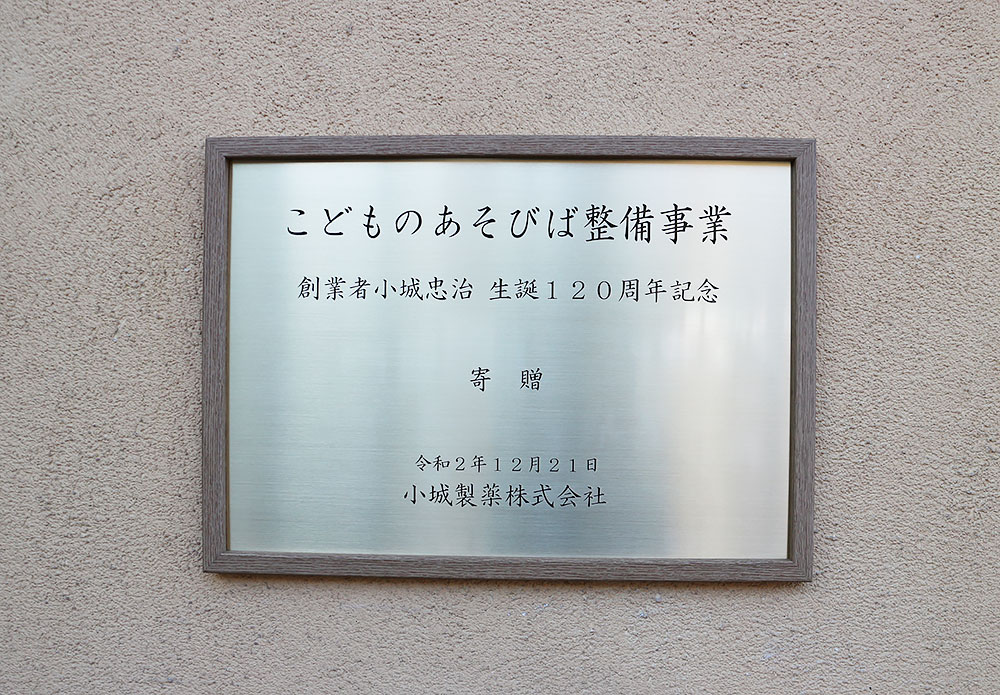 こどものあそびば整備事業
創業者小城忠治 生誕１２０周年記念
寄　贈
令和２年１２月２１日
小城製薬株式会社